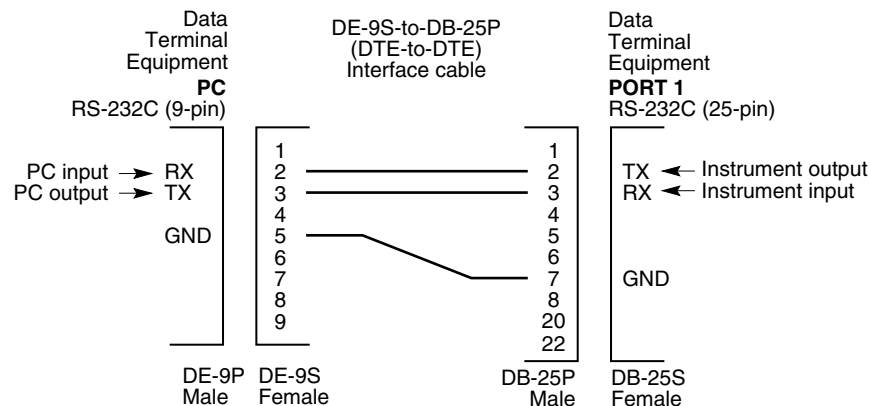 Data
Terminal
Equipment
PC
RS-232C (9-pin)
DE-9S-to-DB-25P
(DTE-to-DTE)
Interface cable
Data
Terminal
Equipment
PORT 1
RS-232C (25-pin)
PC input → RX
PC output → TX
GND
1
2
3
4
5
6
7
8
9
1
2
3
4
5
6
7
8
20
22
TX ← Instrument output
RX ← Instrument input
GND
DE-9P
Male
DE-9S
Female
DB-25P
Male
DB-25S
Female